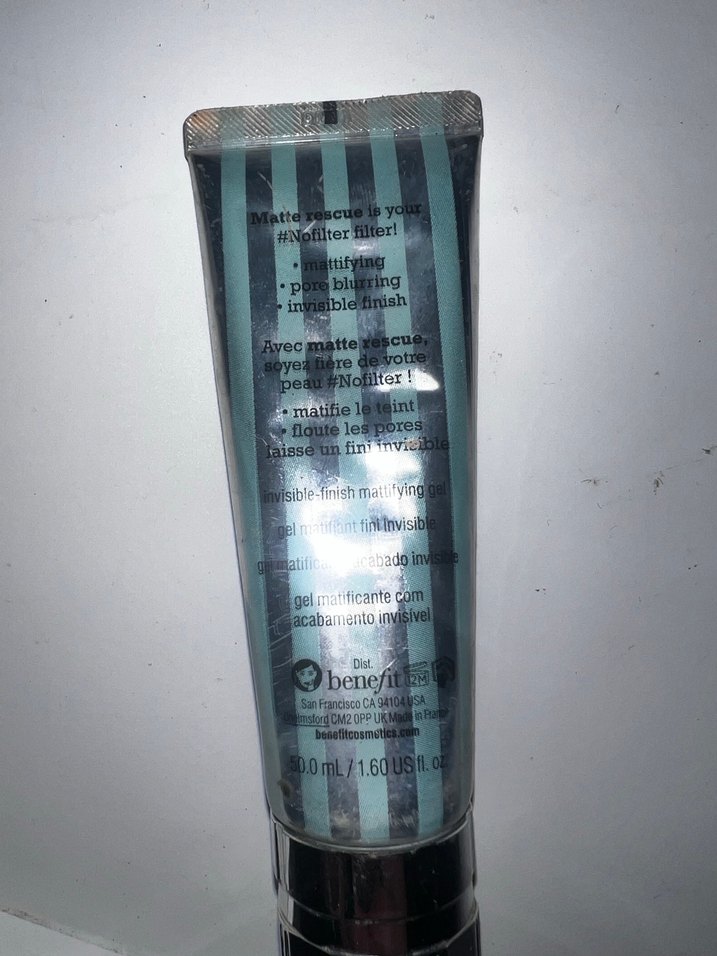 Matte rescue is your
#Nofilter filter!
• mattifying
• pore blurring
• invisible finish
Avec matte rescue,
soyez fière de votre
peau #Nofilter !
• matifie le teint
• floute les pores
laisse un fini invisible
invisible-finish mattifying gel
gel matifiant fini invisible
acabado invisible
gel matificante com
acabamento invisível
Dist.
benefit 12M
San Francisco CA 94104 USA
Chelmsford CM2 0PP UK Made in France
benefitcosmetics.com
50.0 mL / 1.60 US fl. oz